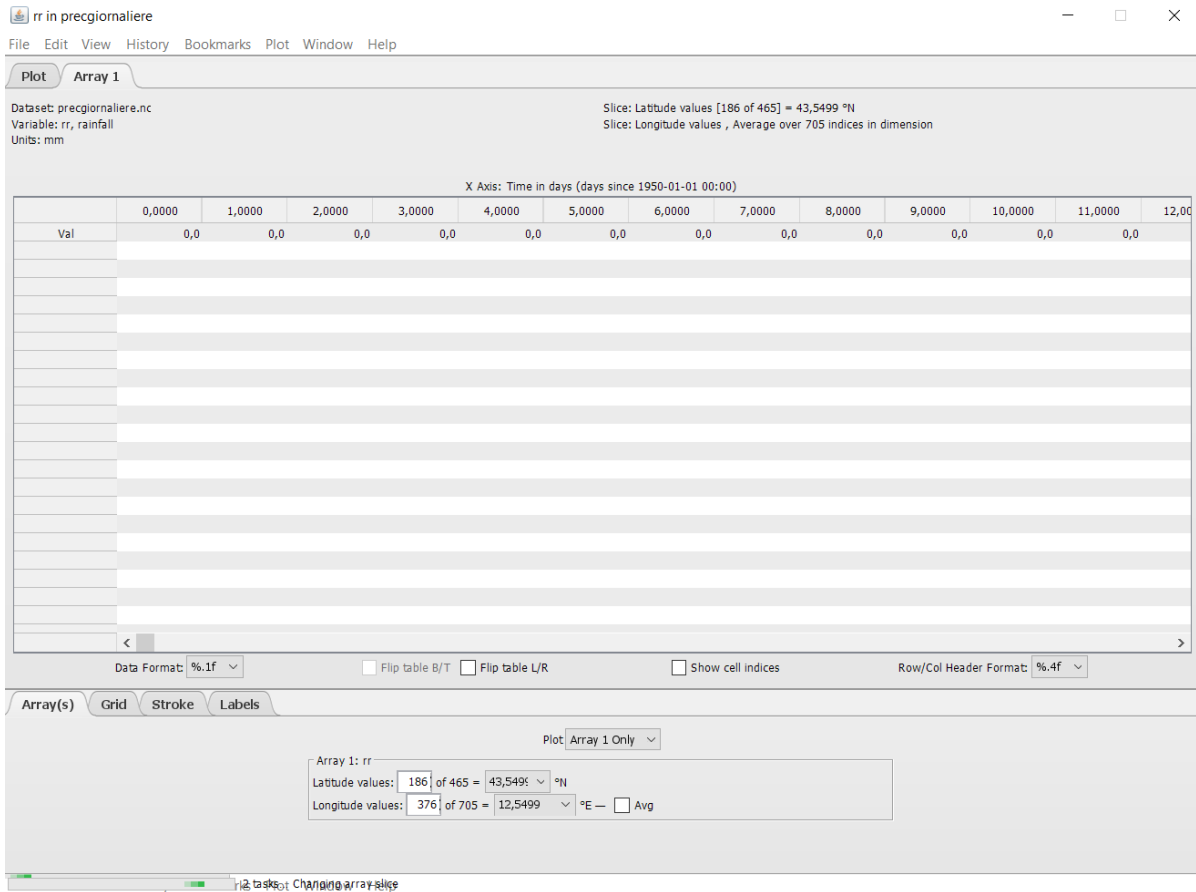 rr in precgiornaliere
File Edit View History Bookmarks Plot Window Help
Plot Array 1
Dataset: precgiornaliere.nc
Variable: rr, rainfall
Units: mm
Slice: Latitude values [186 of 465] = 43,5499 °N
Slice: Longitude values , Average over 705 indices in dimension
X Axis: Time in days (days since 1950-01-01 00:00)
0,0000 1,0000 2,0000 3,0000 4,0000 5,0000 6,0000 7,0000 8,0000 9,0000 10,0000 11,0000 12,00
Val 0,0 0,0 0,0 0,0 0,0 0,0 0,0 0,0 0,0 0,0 0,0 0,0
Data Format: %.1f Flip table B/T Flip table L/R Show cell indices Row/Col Header Format: %.4f
Array(s) Grid Stroke Labels
Plot Array 1 Only
Array 1: rr
Latitude values: 186 of 465 = 43,549 °N
Longitude values: 376 of 705 = 12,5499 °E — Avg
2 tasks Changing array slice